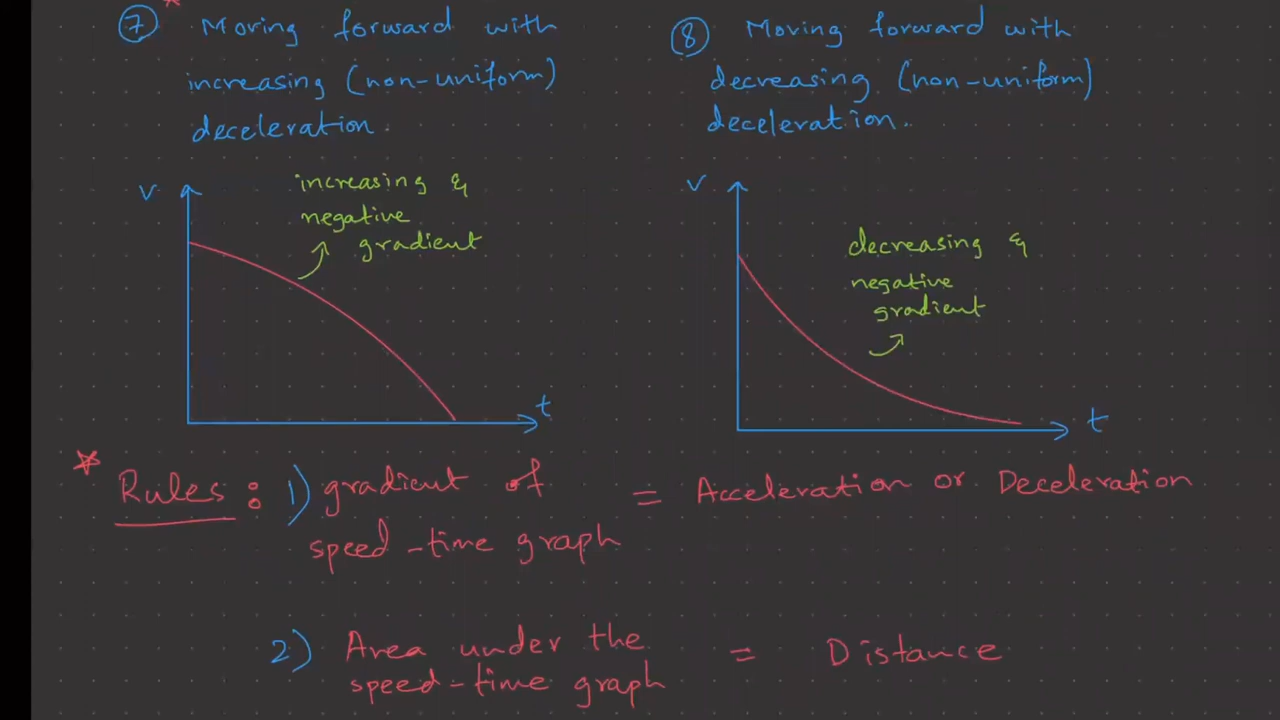 7 Moving forward with
increasing (non-uniform)
deceleration.
v
increasing &
negative
gradient
t
8 Moving forward with
decreasing (non-uniform)
deceleration.
v
decreasing &
negative
gradient
t
* Rules : 1) gradient of
speed-time graph
= Acceleration or Deceleration
2) Area under the
speed-time graph
= Distance